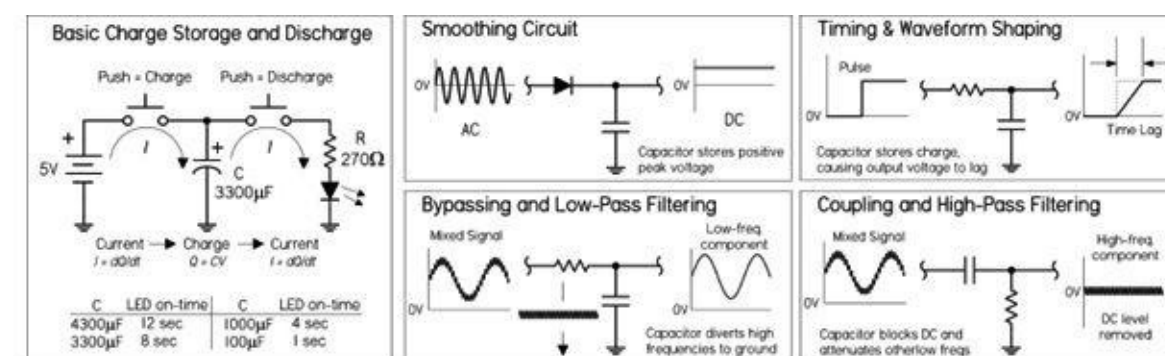 Basic Charge Storage and Discharge
Push = Charge Push = Discharge
+
+
I
I
5V
C
3300µF
R
270Ω
Current Charge Current
I = dQ/dt Q = CV I = dQ/dt
C LED on-time C LED on-time
4300µF 12 sec 1000µF 4 sec
3300µF 8 sec 100µF 1 sec
Smoothing Circuit
0V
AC
0V
DC
Capacitor stores positive
peak voltage
Timing & Waveform Shaping
Pulse
0V
0V
Time Lag
Capacitor stores charge,
causing output voltage to lag
Bypassing and Low-Pass Filtering
Mixed Signal
0V
Low-freq.
component
0V
Capacitor diverts high
frequencies to ground
Coupling and High-Pass Filtering
Mixed Signal
0V
High-freq.
component
0V
DC level
removed
Capacitor blocks DC and
attenuates otherlow freqs